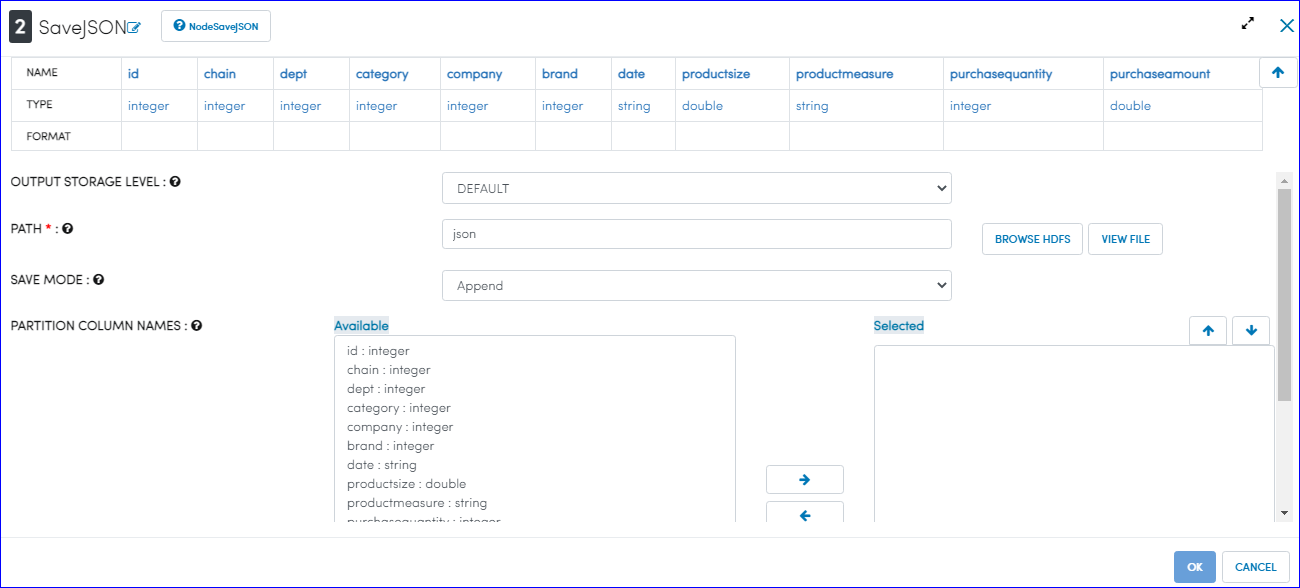 2 SaveJSON NodeSaveJSON
NAME id chain dept category company brand date productsize productmeasure purchasequantity purchaseamount
TYPE integer integer integer integer integer integer string double string integer double
FORMAT
OUTPUT STORAGE LEVEL : DEFAULT
PATH * : json BROWSE HDFS VIEW FILE
SAVE MODE : Append
PARTITION COLUMN NAMES : Available Selected
id : integer
chain : integer
dept : integer
category : integer
company : integer
brand : integer
date : string
productsize : double
productmeasure : string
purchasequantity : integer
OK CANCEL